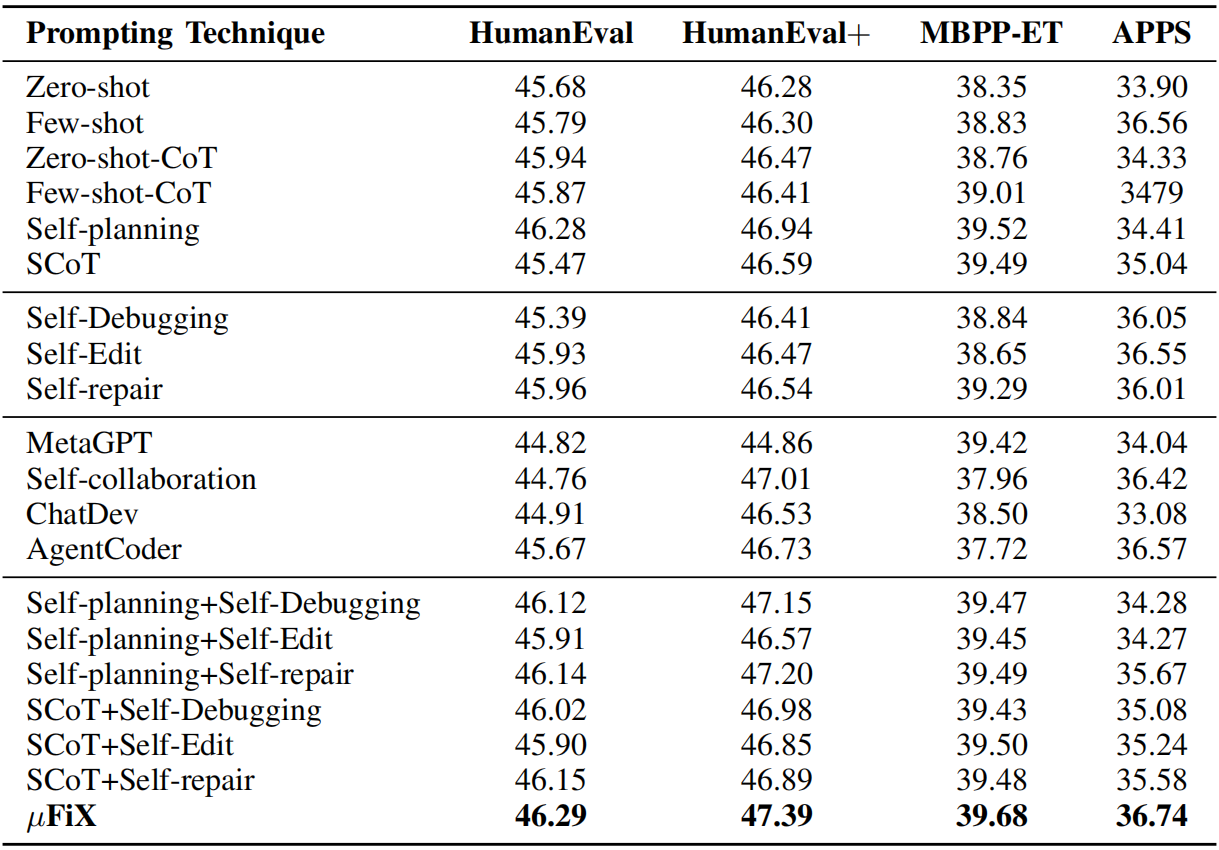 Prompting Technique HumanEval HumanEval+ MBPP-ET APPS
Zero-shot 45.68 46.28 38.35 33.90
Few-shot 45.79 46.30 38.83 36.56
Zero-shot-CoT 45.94 46.47 38.76 34.33
Few-shot-CoT 45.87 46.41 39.01 3479
Self-planning 46.28 46.94 39.52 34.41
SCoT 45.47 46.59 39.49 35.04
Self-Debugging 45.39 46.41 38.84 36.05
Self-Edit 45.93 46.47 38.65 36.55
Self-repair 45.96 46.54 39.29 36.01
MetaGPT 44.82 44.86 39.42 34.04
Self-collaboration 44.76 47.01 37.96 36.42
ChatDev 44.91 46.53 38.50 33.08
AgentCoder 45.67 46.73 37.72 36.57
Self-planning+Self-Debugging 46.12 47.15 39.47 34.28
Self-planning+Self-Edit 45.91 46.57 39.45 34.27
Self-planning+Self-repair 46.14 47.20 39.49 35.67
SCoT+Self-Debugging 46.02 46.98 39.43 35.08
SCoT+Self-Edit 45.90 46.85 39.50 35.24
SCoT+Self-repair 46.15 46.89 39.48 35.58
μFiX 46.29 47.39 39.68 36.74